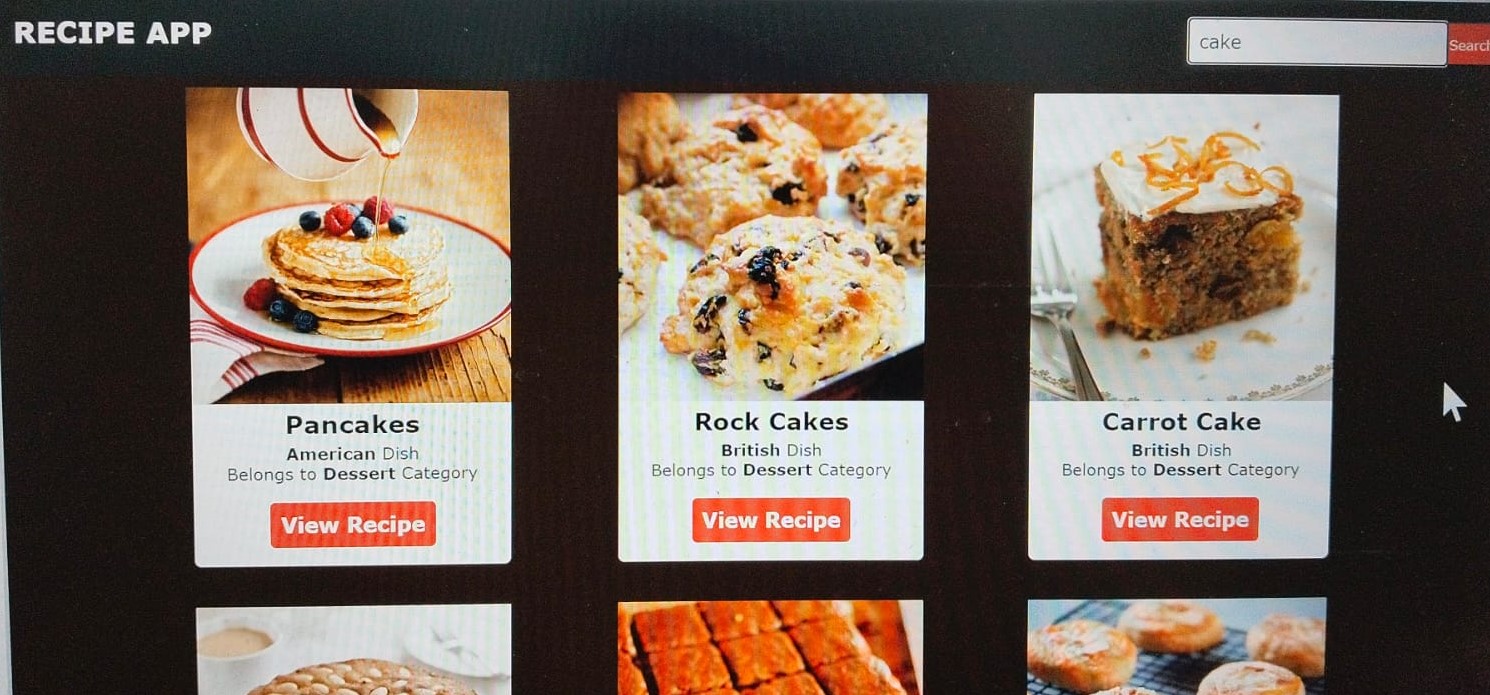 RECIPE APP
cake
Search
Pancakes
American Dish
Belongs to Dessert Category
View Recipe
Rock Cakes
British Dish
Belongs to Dessert Category
View Recipe
Carrot Cake
British Dish
Belongs to Dessert Category
View Recipe